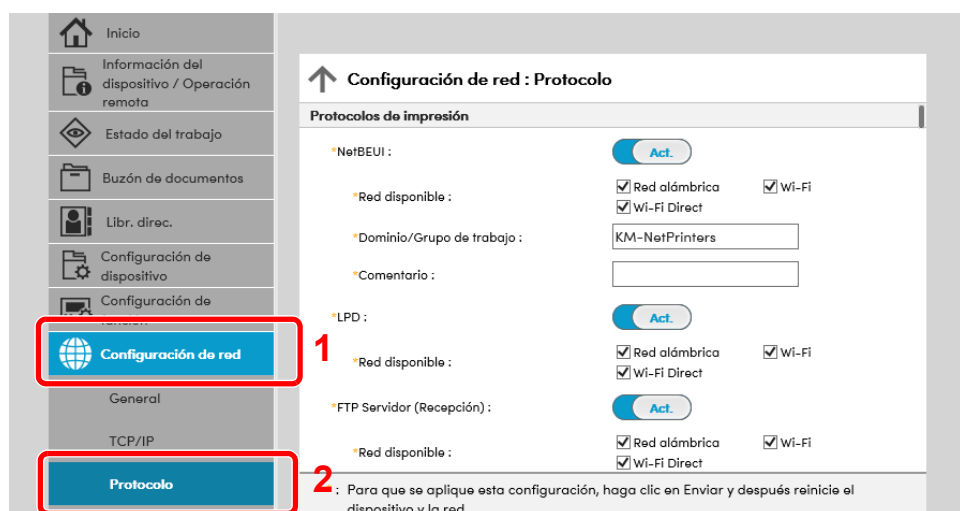 Inicio
Información del
dispositivo / Operación
remota
Estado del trabajo
Buzón de documentos
Libr. direc.
Configuración de
dispositivo
Configuración de
función
Configuración de red
1
General
TCP/IP
Protocolo
2
Configuración de red : Protocolo
Protocolos de impresión
*NetBEUI :
Act.
*Red disponible :
Red alámbrica
Wi-Fi
Wi-Fi Direct
*Dominio/Grupo de trabajo :
KM-NetPrinters
*Comentario :
*LPD :
Act.
*Red disponible :
Red alámbrica
Wi-Fi
Wi-Fi Direct
*FTP Servidor (Recepción) :
Act.
*Red disponible :
Red alámbrica
Wi-Fi
Wi-Fi Direct
: Para que se aplique esta configuración, haga clic en Enviar y después reinicie el
dispositivo y la red.